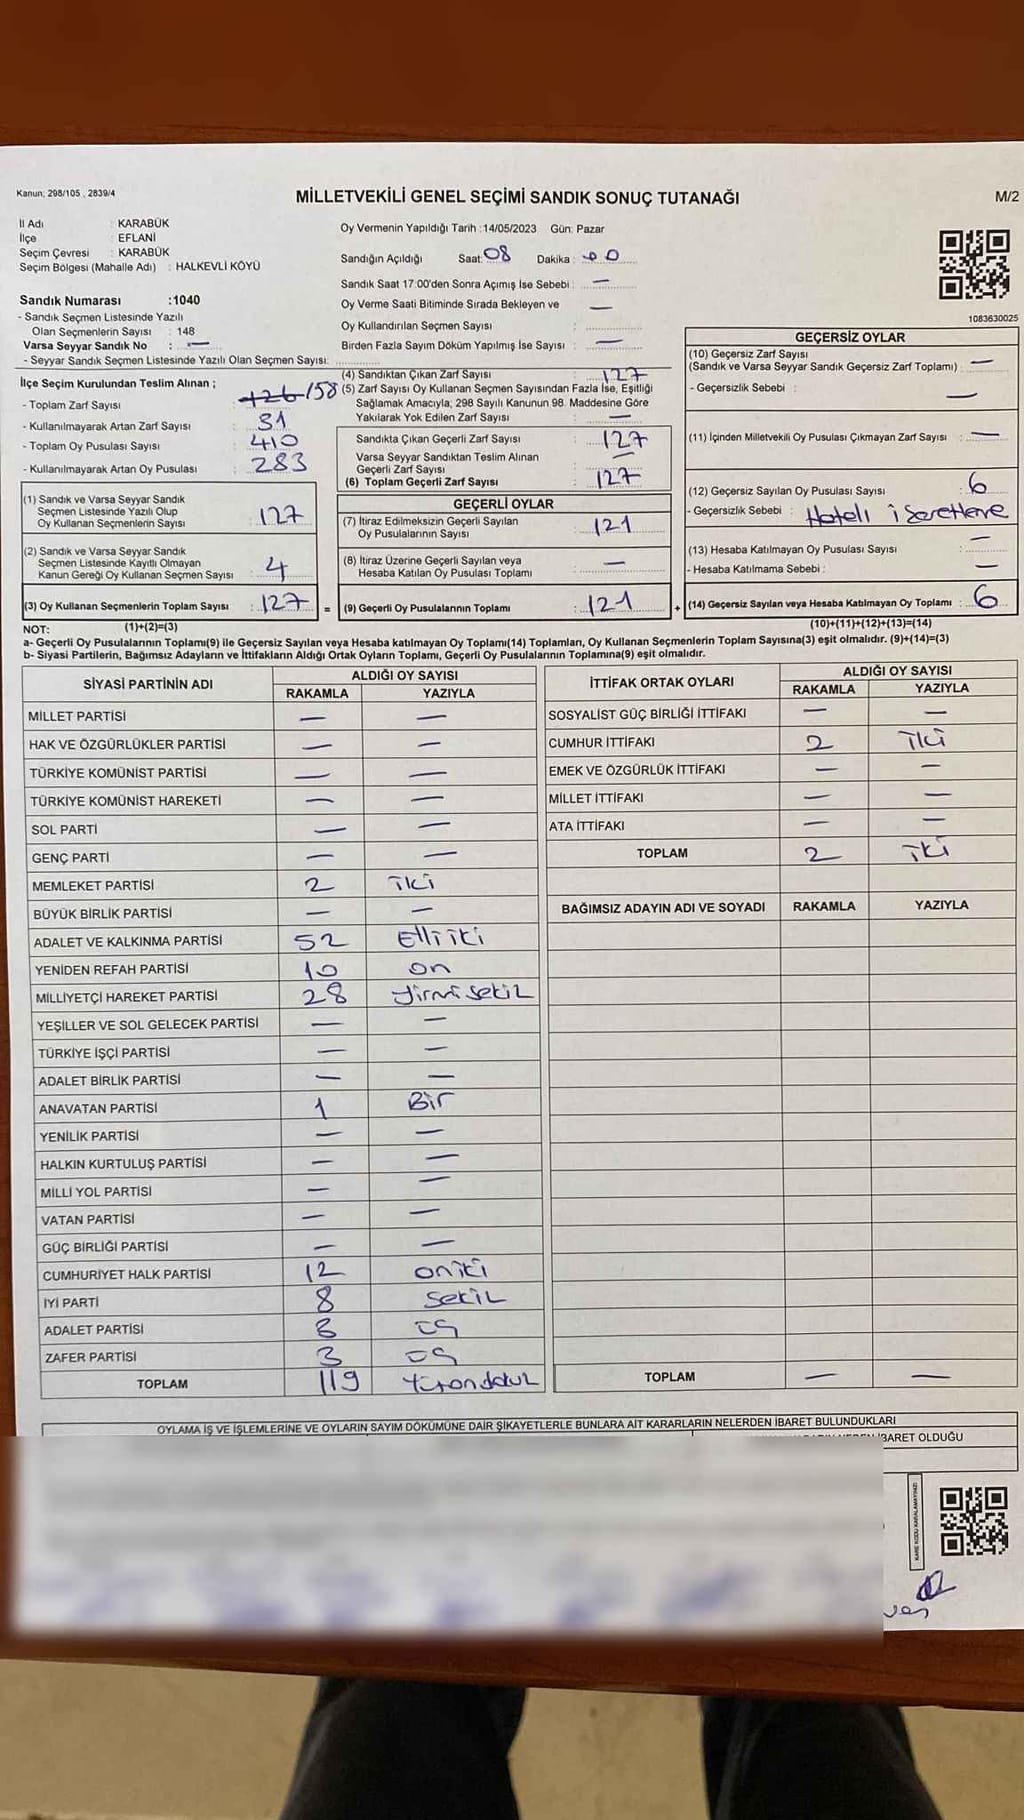 Kanun; 298/105 , 2839/4
MİLLETVEKİLİ GENEL SEÇİMİ SANDIK SONUÇ TUTANAĞI
M/2
İl Adı : KARABÜK
İlçe : EFLANİ
Seçim Çevresi : KARABÜK
Seçim Bölgesi (Mahalle Adı) : HALKEVLİ KÖYÜ
Sandık Numarası :1040
- Sandık Seçmen Listesinde Yazılı
Olan Seçmenlerin Sayısı : 148
Varsa Seyyar Sandık No : —
- Seyyar Sandık Seçmen Listesinde Yazılı Olan Seçmen Sayısı:
Oy Vermenin Yapıldığı Tarih :14/05/2023 Gün: Pazar
Sandığın Açıldığı Saat: 08 Dakika : 00
Sandık Saat 17:00'den Sonra Açımış İse Sebebi : —
Oy Verme Saati Bitiminde Sırada Bekleyen ve —
Oy Kullandırılan Seçmen Sayısı :
Birden Fazla Sayım Döküm Yapılmış İse Sayısı : —
1083630025
İlçe Seçim Kurulundan Teslim Alınan ;
- Toplam Zarf Sayısı : 126 158
- Kullanılmayarak Artan Zarf Sayısı : 31
- Toplam Oy Pusulası Sayısı : 410
- Kullanılmayarak Artan Oy Pusulası : 283
(1) Sandık ve Varsa Seyyar Sandık
Seçmen Listesinde Yazılı Olup
Oy Kullanan Seçmenlerin Sayısı : 127
(2) Sandık ve Varsa Seyyar Sandık
Seçmen Listesinde Kayıtlı Olmayan
Kanun Gereği Oy Kullanan Seçmen Sayısı : 4
(3) Oy Kullanan Seçmenlerin Toplam Sayısı : 127 =
(4) Sandıktan Çıkan Zarf Sayısı : 127
(5) Zarf Sayısı Oy Kullanan Seçmen Sayısından Fazla İse, Eşitliği
Sağlamak Amacıyla, 298 Sayılı Kanunun 98. Maddesine Göre
Yakılarak Yok Edilen Zarf Sayısı : —
Sandıkta Çıkan Geçerli Zarf Sayısı : 127
Varsa Seyyar Sandıktan Teslim Alınan
Geçerli Zarf Sayısı : —
(6) Toplam Geçerli Zarf Sayısı : 127
GEÇERLİ OYLAR
(7) İtiraz Edilmeksizin Geçerli Sayılan
Oy Pusulalarının Sayısı : 121
(8) İtiraz Üzerine Geçerli Sayılan veya
Hesaba Katılan Oy Pusulası Toplamı : —
(9) Geçerli Oy Pusulalarının Toplamı : 121 +
GEÇERSİZ OYLAR
(10) Geçersiz Zarf Sayısı
(Sandık ve Varsa Seyyar Sandık Geçersiz Zarf Toplamı) : —
- Geçersizlik Sebebi : —
(11) İçinden Milletvekili Oy Pusulası Çıkmayan Zarf Sayısı : —
(12) Geçersiz Sayılan Oy Pusulası Sayısı : 6
- Geçersizlik Sebebi : Hatalı işaretleme
(13) Hesaba Katılmayan Oy Pusulası Sayısı : —
- Hesaba Katılmama Sebebi : —
(14) Geçersiz Sayılan veya Hesaba Katılmayan Oy Toplamı : 6
NOT: (1)+(2)=(3) (10)+(11)+(12)+(13)=(14)
a- Geçerli Oy Pusulalarının Toplamı(9) ile Geçersiz Sayılan veya Hesaba katılmayan Oy Toplamı(14) Toplamları, Oy Kullanan Seçmenlerin Toplam Sayısına(3) eşit olmalıdır. (9)+(14)=(3)
b- Siyasi Partilerin, Bağımsız Adayların ve İttifakların Aldığı Ortak Oyların Toplamı, Geçerli Oy Pusulalarının Toplamına(9) eşit olmalıdır.
SİYASİ PARTİNİN ADI ALDIĞI OY SAYISI
RAKAMLA YAZIYLA
MİLLET PARTİSİ — —
HAK VE ÖZGÜRLÜKLER PARTİSİ — —
TÜRKİYE KOMÜNİST PARTİSİ — —
TÜRKİYE KOMÜNİST HAREKETİ — —
SOL PARTİ — —
GENÇ PARTİ — —
MEMLEKET PARTİSİ 2 iki
BÜYÜK BİRLİK PARTİSİ — —
ADALET VE KALKINMA PARTİSİ 52 Elliiki
YENİDEN REFAH PARTİSİ 10 on
MİLLİYETÇİ HAREKET PARTİSİ 28 yirmisekiz
YEŞİLLER VE SOL GELECEK PARTİSİ — —
TÜRKİYE İŞÇİ PARTİSİ — —
ADALET BİRLİK PARTİSİ — —
ANAVATAN PARTİSİ 1 Bir
YENİLİK PARTİSİ — —
HALKIN KURTULUŞ PARTİSİ — —
MİLLİ YOL PARTİSİ — —
VATAN PARTİSİ — —
GÜÇ BİRLİĞİ PARTİSİ — —
CUMHURİYET HALK PARTİSİ 12 oniki
İYİ PARTİ 8 sekiz
ADALET PARTİSİ 3 üç
ZAFER PARTİSİ 3 üç
TOPLAM 119 yüzondokuz
İTTİFAK ORTAK OYLARI ALDIĞI OY SAYISI
RAKAMLA YAZIYLA
SOSYALİST GÜÇ BİRLİĞİ İTTİFAKI — —
CUMHUR İTTİFAKI 2 iki
EMEK VE ÖZGÜRLÜK İTTİFAKI — —
MİLLET İTTİFAKI — —
ATA İTTİFAKI — —
TOPLAM 2 iki
BAĞIMSIZ ADAYIN ADI VE SOYADI RAKAMLA YAZIYLA
TOPLAM — —
OYLAMA İŞ VE İŞLEMLERİNE VE OYLARIN SAYIM DÖKÜMÜNE DAİR ŞİKAYETLERLE BUNLARA AİT KARARLARIN NELERDEN İBARET BULUNDUKLARI
İBARET OLDUĞU
KARE KODU KARALAMAYINIZ!